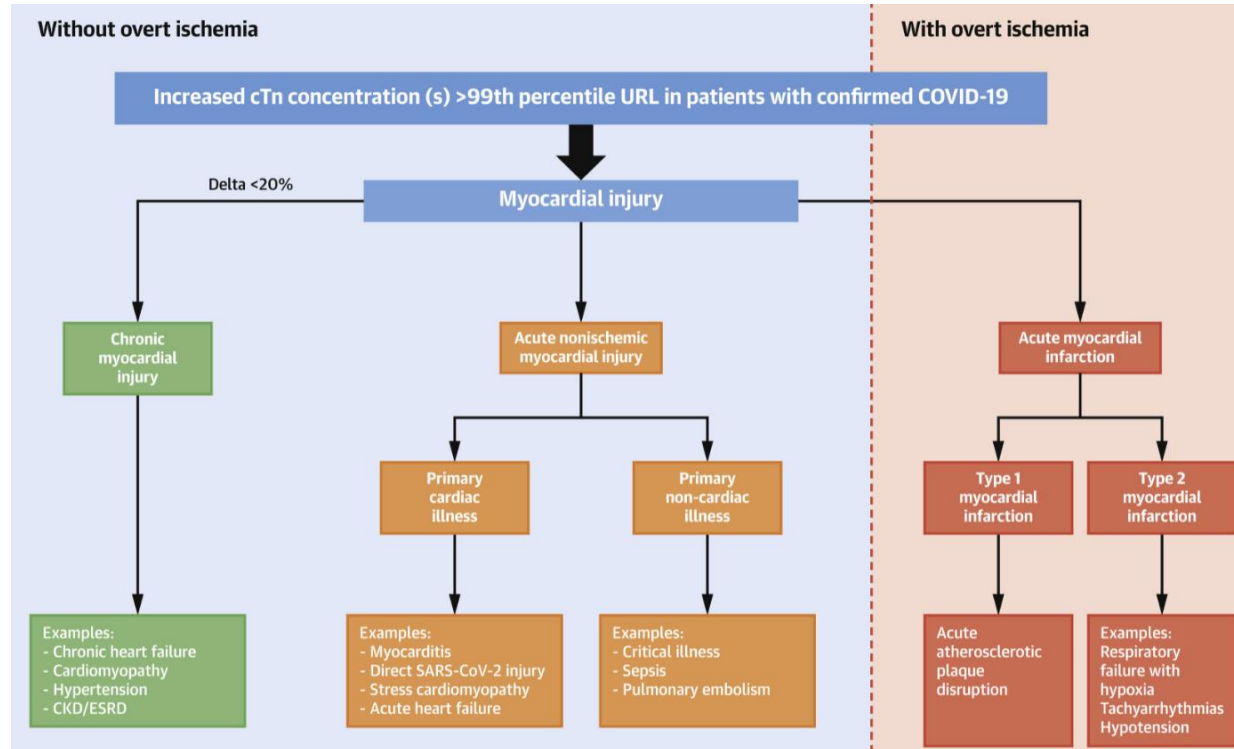 Without overt ischemia
With overt ischemia
Increased cTn concentration (s) >99th percentile URL in patients with confirmed COVID-19
Delta <20%
Myocardial injury
Chronic
myocardial
injury
Acute nonischemic
myocardial injury
Acute myocardial
infarction
Primary
cardiac
illness
Primary
non-cardiac
illness
Type 1
myocardial
infarction
Type 2
myocardial
infarction
Examples:
- Chronic heart failure
- Cardiomyopathy
- Hypertension
- CKD/ESRD
Examples:
- Myocarditis
- Direct SARS-CoV-2 injury
- Stress cardiomyopathy
- Acute heart failure
Examples:
- Critical illness
- Sepsis
- Pulmonary embolism
Acute
atherosclerotic
plaque
disruption
Examples:
Respiratory
failure with
hypoxia
Tachyarrhythmias
Hypotension